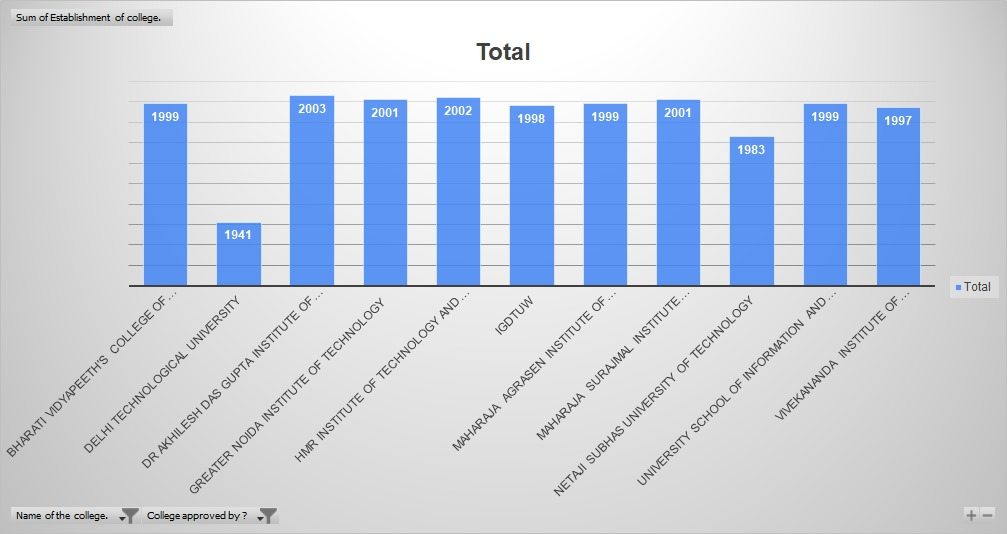 Sum of Establishment of college.
Total
1999
1941
2003
2001
2002
1998
1999
2001
1983
1999
1997
BHARATI VIDYAPEETH'S COLLEGE OF...
DELHI TECHNOLOGICAL UNIVERSITY
DR AKHILESH DAS GUPTA INSTITUTE OF...
GREATER NOIDA INSTITUTE OF TECHNOLOGY
HMR INSTITUTE OF TECHNOLOGY AND...
IGDTUW
MAHARAJA AGRASEN INSTITUTE OF...
MAHARAJA SURAJMAL INSTITUTE...
NETAJI SUBHAS UNIVERSITY OF TECHNOLOGY
UNIVERSITY SCHOOL OF INFORMATION AND...
VIVEKANANDA INSTITUTE OF...
Total
Name of the college.
College approved by ?